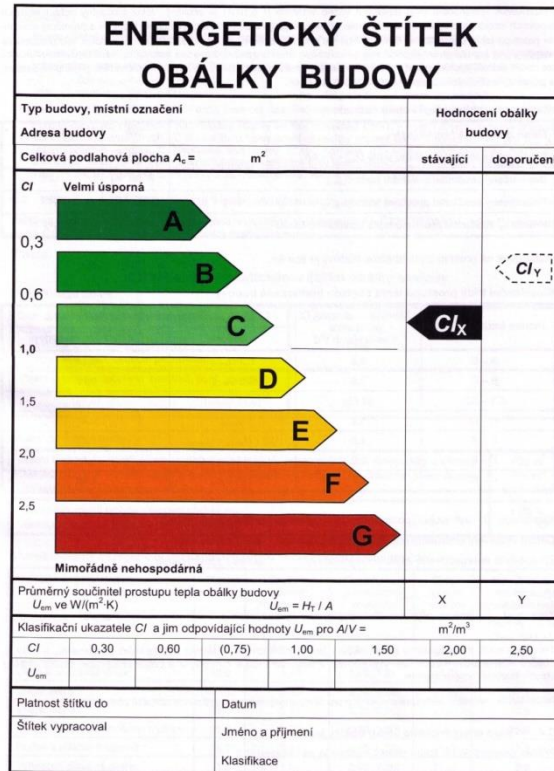 ENERGETICKÝ ŠTÍTEK
OBÁLKY BUDOVY
Typ budovy, místní označení
Adresa budovy
Hodnocení obálky
budovy
Celková podlahová plocha Ac = m²
stávající doporučení
CI Velmi úsporná
A
0,3
B
CIY
0,6
C
CIX
1,0
D
1,5
E
2,0
F
2,5
G
Mimořádně nehospodárná
Průměrný součinitel prostupu tepla obálky budovy
Uem ve W/(m²·K) Uem = HT / A X Y
Klasifikační ukazatele CI a jim odpovídající hodnoty Uem pro A/V = m²/m³
CI 0,30 0,60 (0,75) 1,00 1,50 2,00 2,50
Uem
Platnost štítku do Datum
Štítek vypracoval Jméno a příjmení
Klasifikace